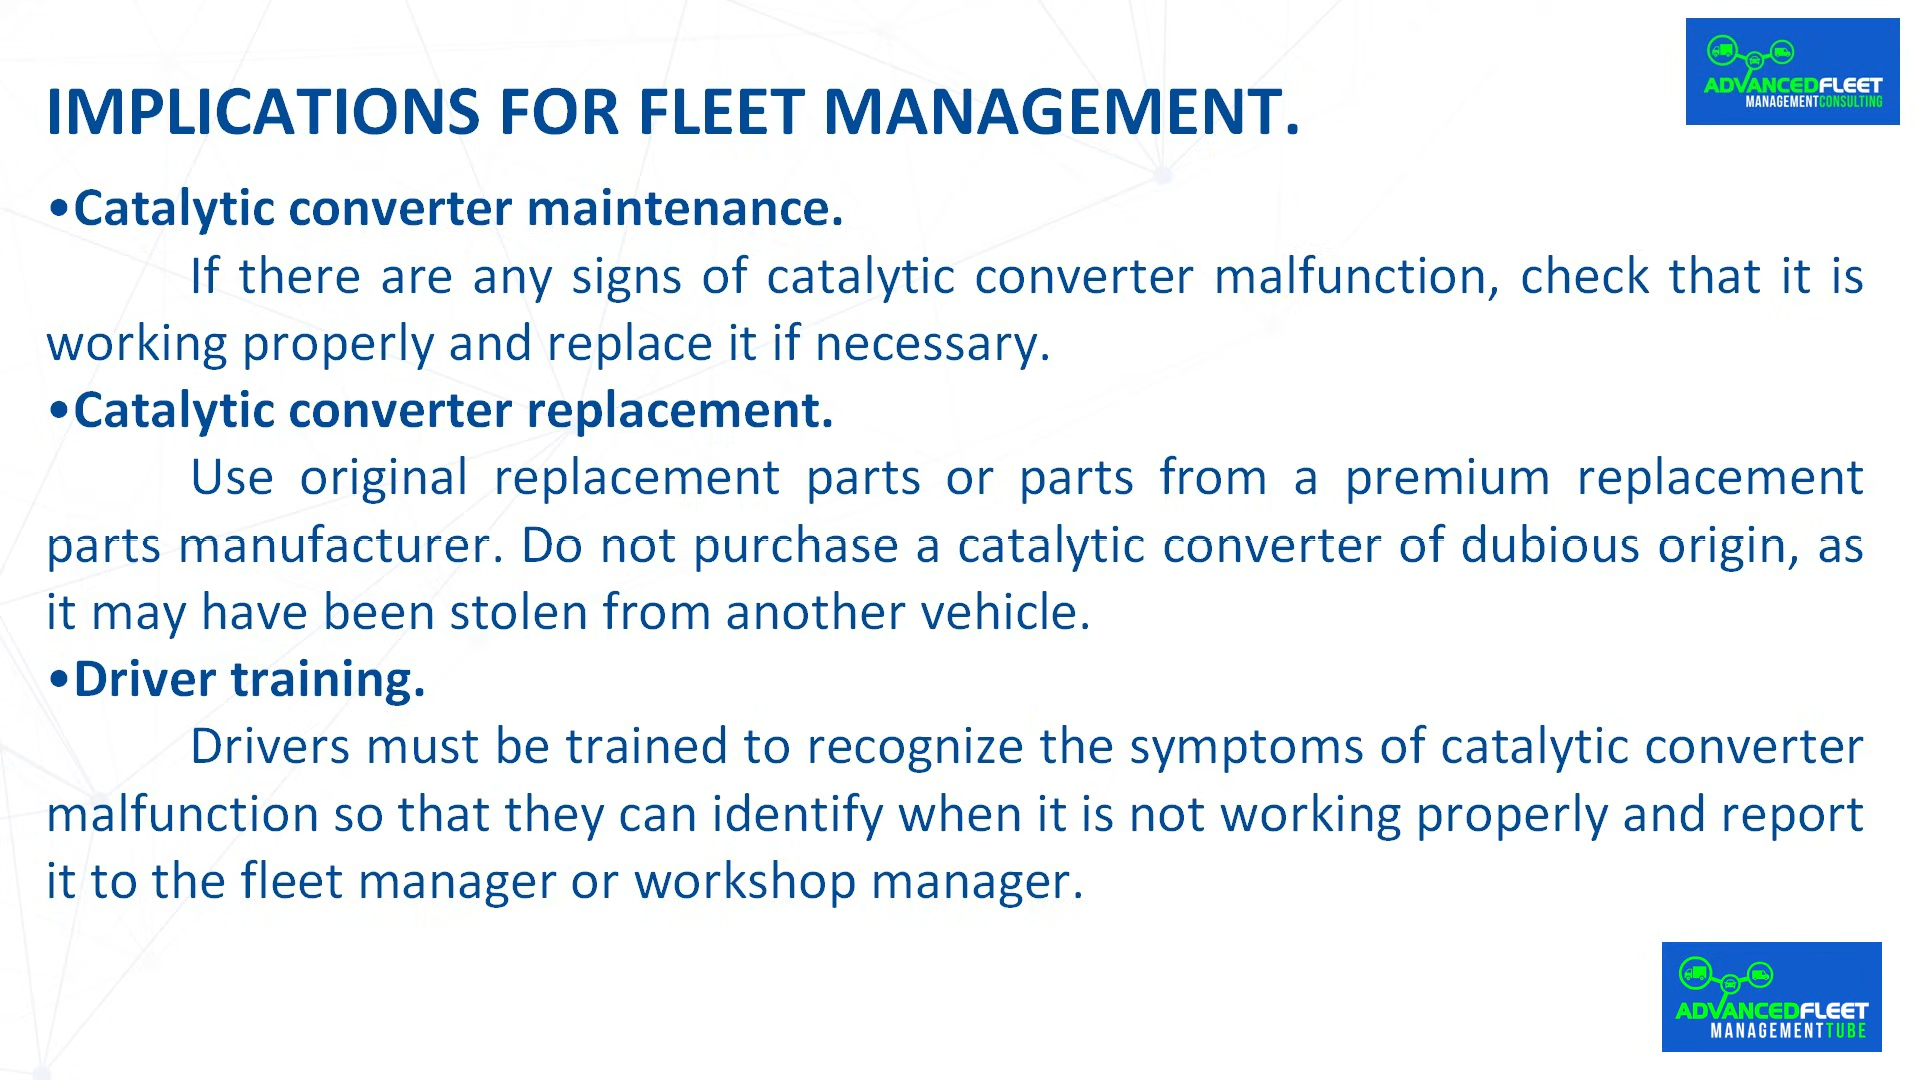 ADVANCEDFLEET
MANAGEMENTCONSULTING
IMPLICATIONS FOR FLEET MANAGEMENT.
•Catalytic converter maintenance.
If there are any signs of catalytic converter malfunction, check that it is
working properly and replace it if necessary.
•Catalytic converter replacement.
Use original replacement parts or parts from a premium replacement
parts manufacturer. Do not purchase a catalytic converter of dubious origin, as
it may have been stolen from another vehicle.
•Driver training.
Drivers must be trained to recognize the symptoms of catalytic converter
malfunction so that they can identify when it is not working properly and report
it to the fleet manager or workshop manager.
ADVANCEDFLEET
MANAGEMENTTUBE